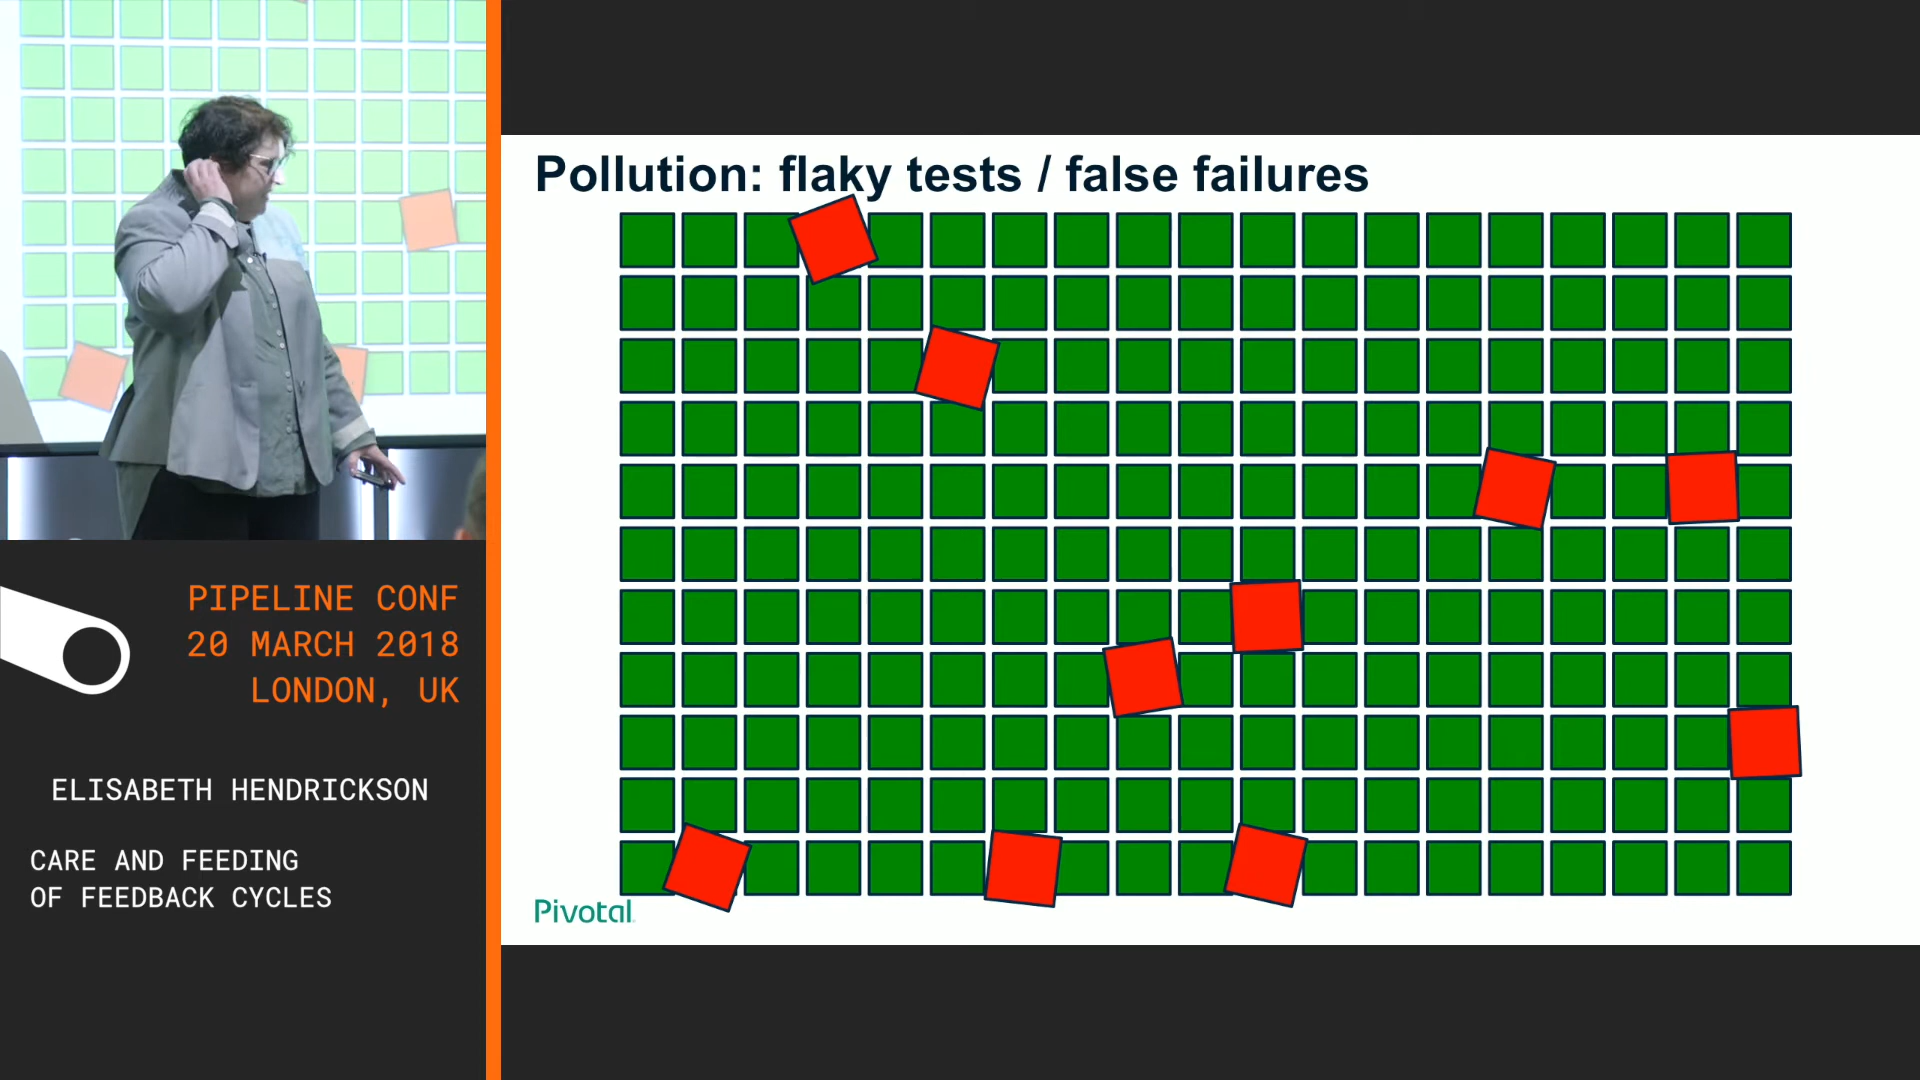 PIPELINE CONF
20 MARCH 2018
LONDON, UK
ELISABETH HENDRICKSON
CARE AND FEEDING
OF FEEDBACK CYCLES
Pollution: flaky tests / false failures
Pivotal